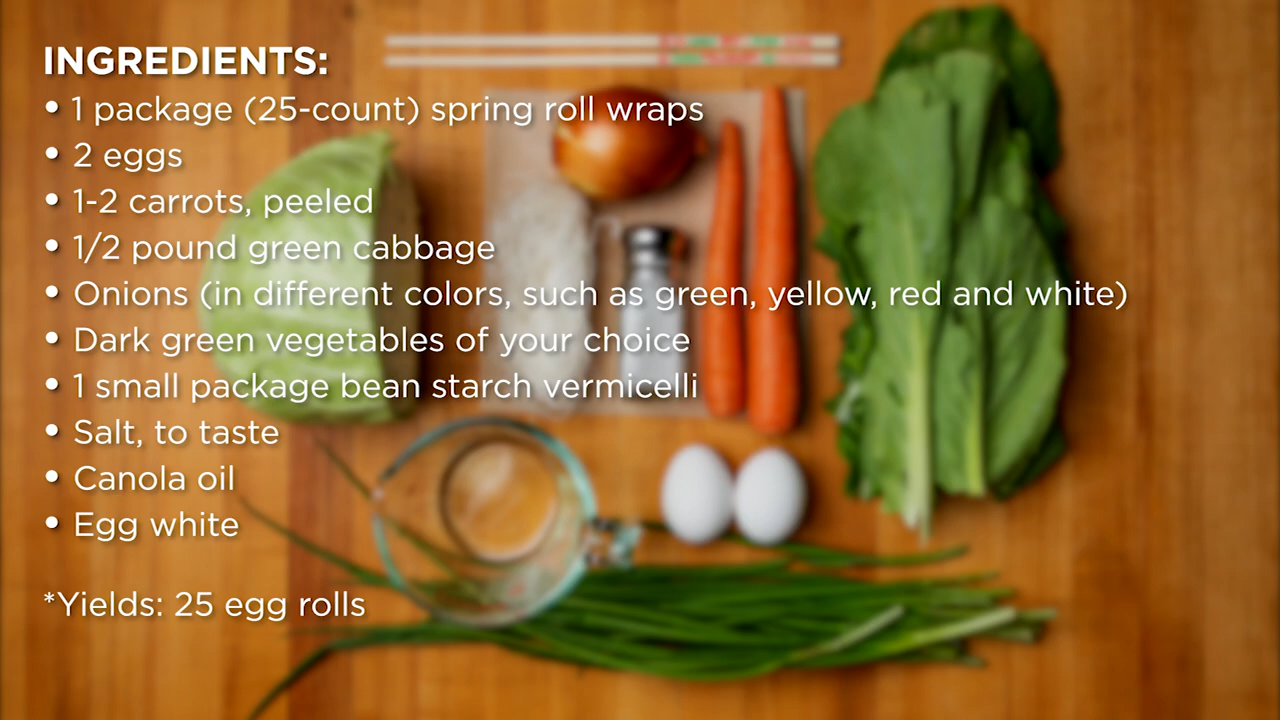 INGREDIENTS:
• 1 package (25-count) spring roll wraps
• 2 eggs
• 1-2 carrots, peeled
• 1/2 pound green cabbage
• Onions (in different colors, such as green, yellow, red and white)
• Dark green vegetables of your choice
• 1 small package bean starch vermicelli
• Salt, to taste
• Canola oil
• Egg white
*Yields: 25 egg rolls